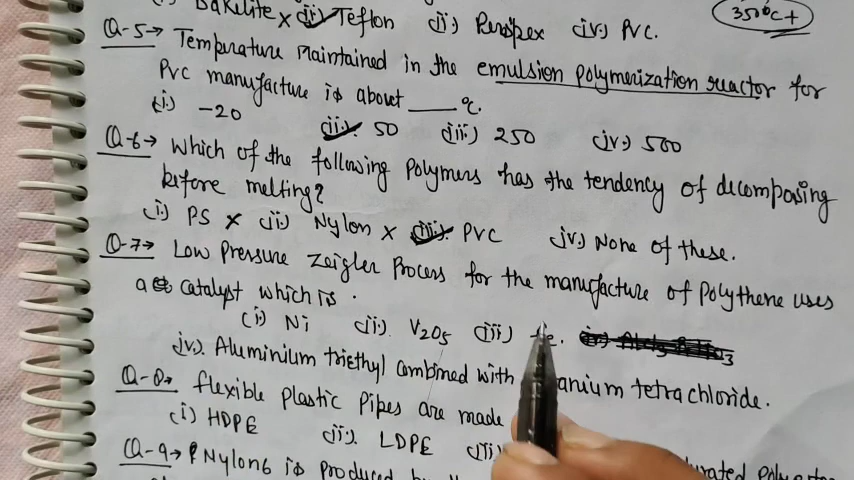 Bakelite x (ii) Teflon (ii) Perspex (iv) PVC. 350°C+
Q-5→ Temperature Maintained in the emulsion polymerization reactor for
PVC manufacture is about ____ °C.
(i) -20 (ii) 50 (iii) 250 (iv) 500
Q-6→ Which of the following Polymers has the tendency of decomposing
before melting?
(i) PS x (ii) Nylon x (iii) PVC (iv) None of these.
Q-7→ Low Pressure Zeigler Process for the manufacture of Polythene uses
a catalyst which is.
(i) Ni (ii) V2O5 (iii)
(iv) Aluminium triethyl combined with anium tetrachloride.
Q-8→ flexible Plastic Pipes are made
(i) HDPE (ii) LDPE (iii)
Q-9→ Nylon6 is produced